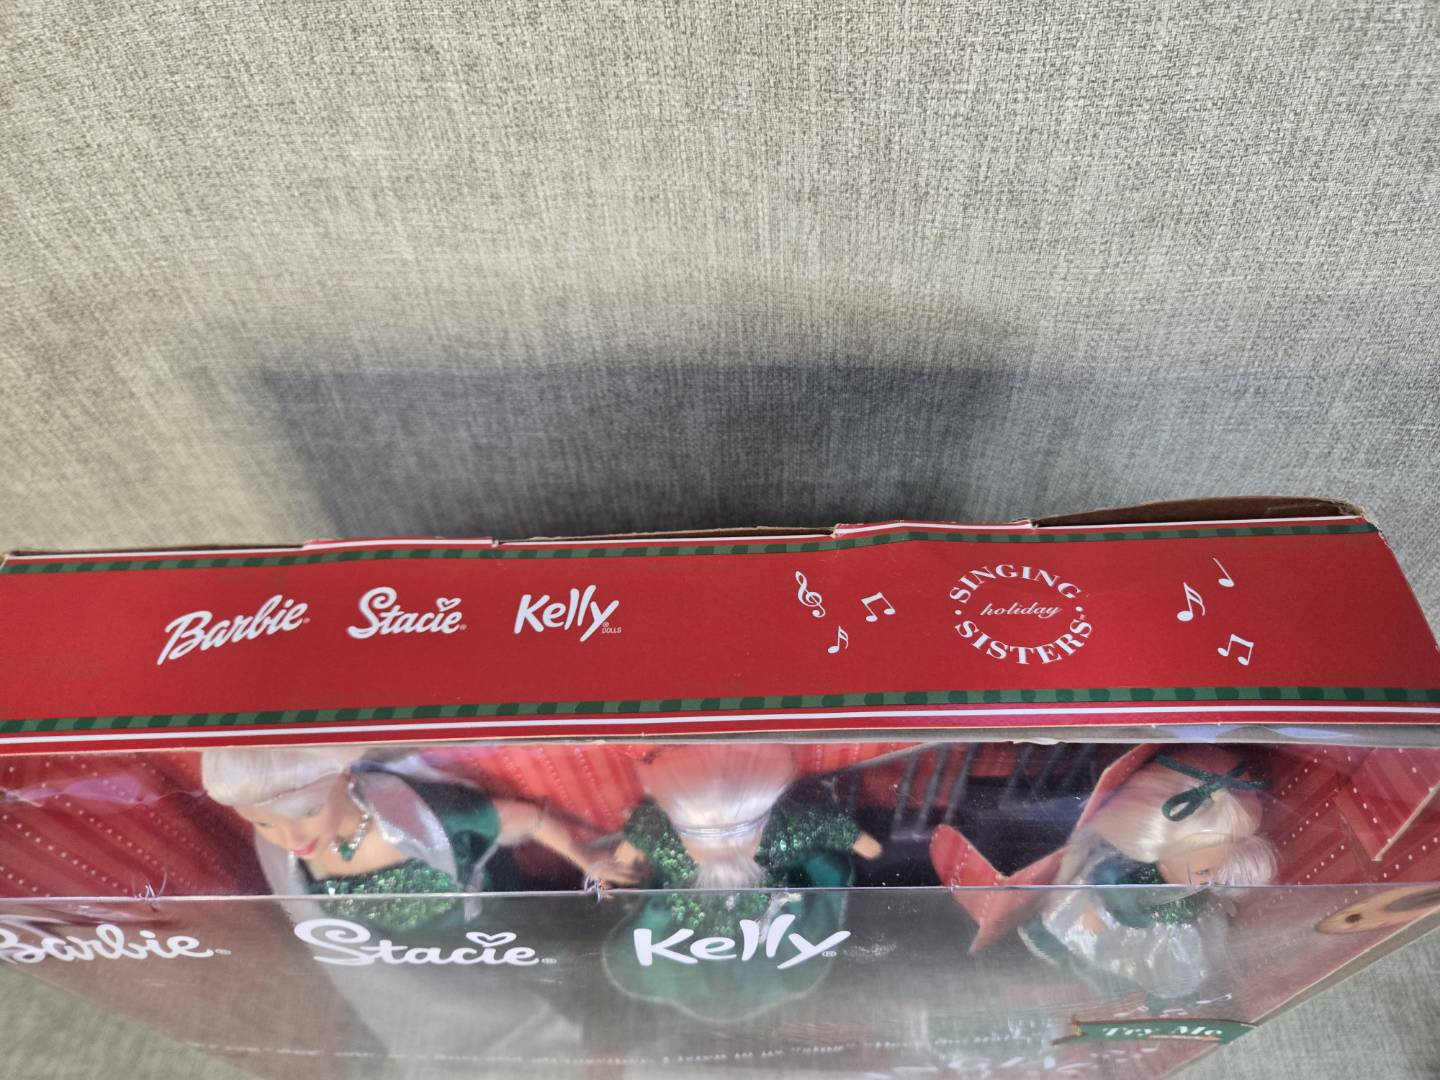 Barbie® Stacie® Kelly® DOLLS
SINGING
holiday
SISTERS
Barbie® Stacie® Kelly®
Try Me